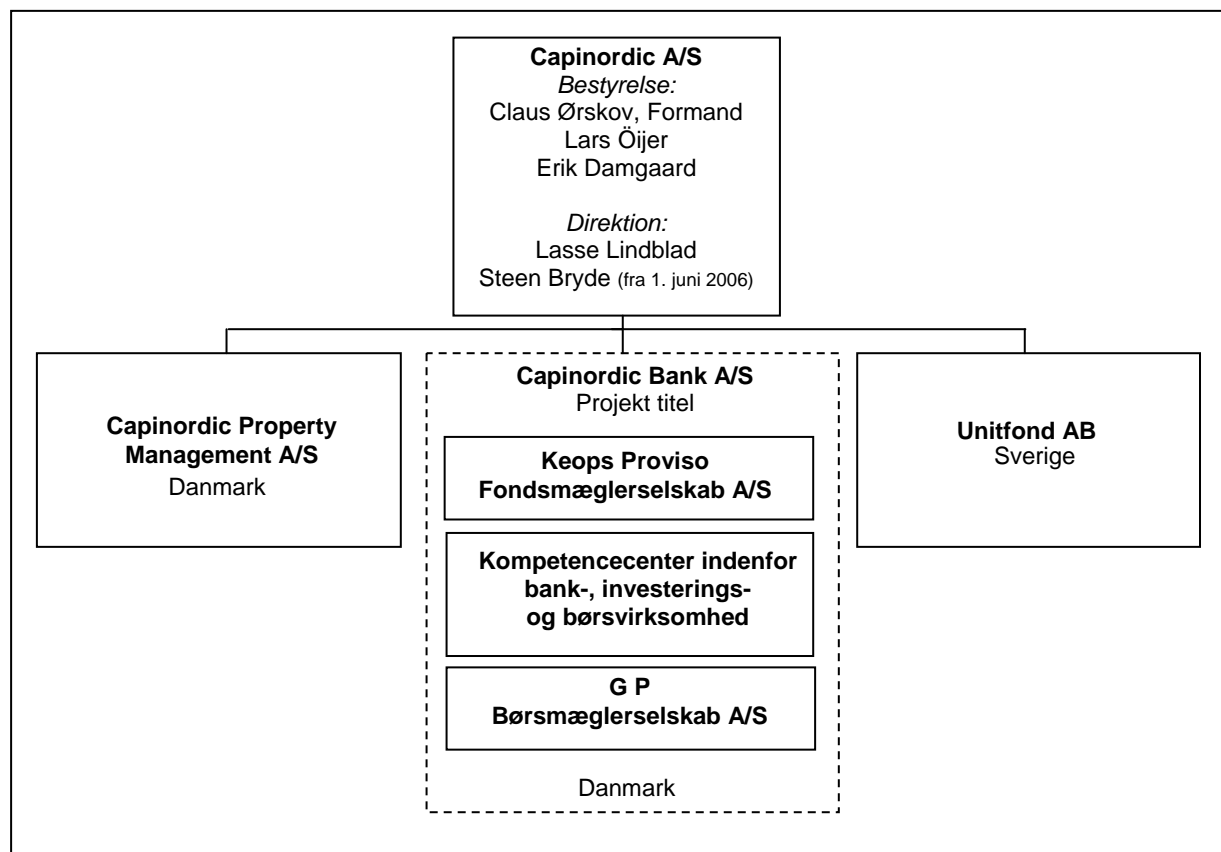 Capinordic A/S
Bestyrelse:
Claus Ørskov, Formand
Lars Öijer
Erik Damgaard
Direktion:
Lasse Lindblad
Steen Bryde (fra 1. juni 2006)
Capinordic Property
Management A/S
Danmark
Capinordic Bank A/S
Projekt titel
Keops Proviso
Fondsmæglerselskab A/S
Kompetencecenter indenfor
bank-, investerings-
og børsvirksomhed
G P
Børsmæglerselskab A/S
Danmark
Unitfond AB
Sverige